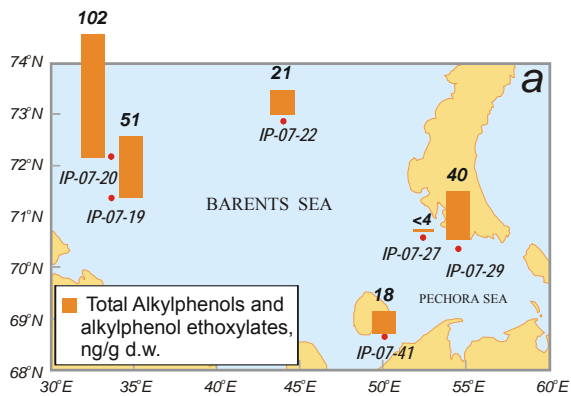 102
74°N
a
21
73°N
51
IP-07-22
72°N
IP-07-20
40
IP-07-19
BARENTS SEA
71°N
<4
IP-07-27
70°N
IP-07-29
18
PECHORA SEA
69°N
Total Alkylphenols and
alkylphenol ethoxylates,
ng/g d.w.
IP-07-41
68°N
30°E 35°E 40°E 45°E 50°E 55°E 60°E